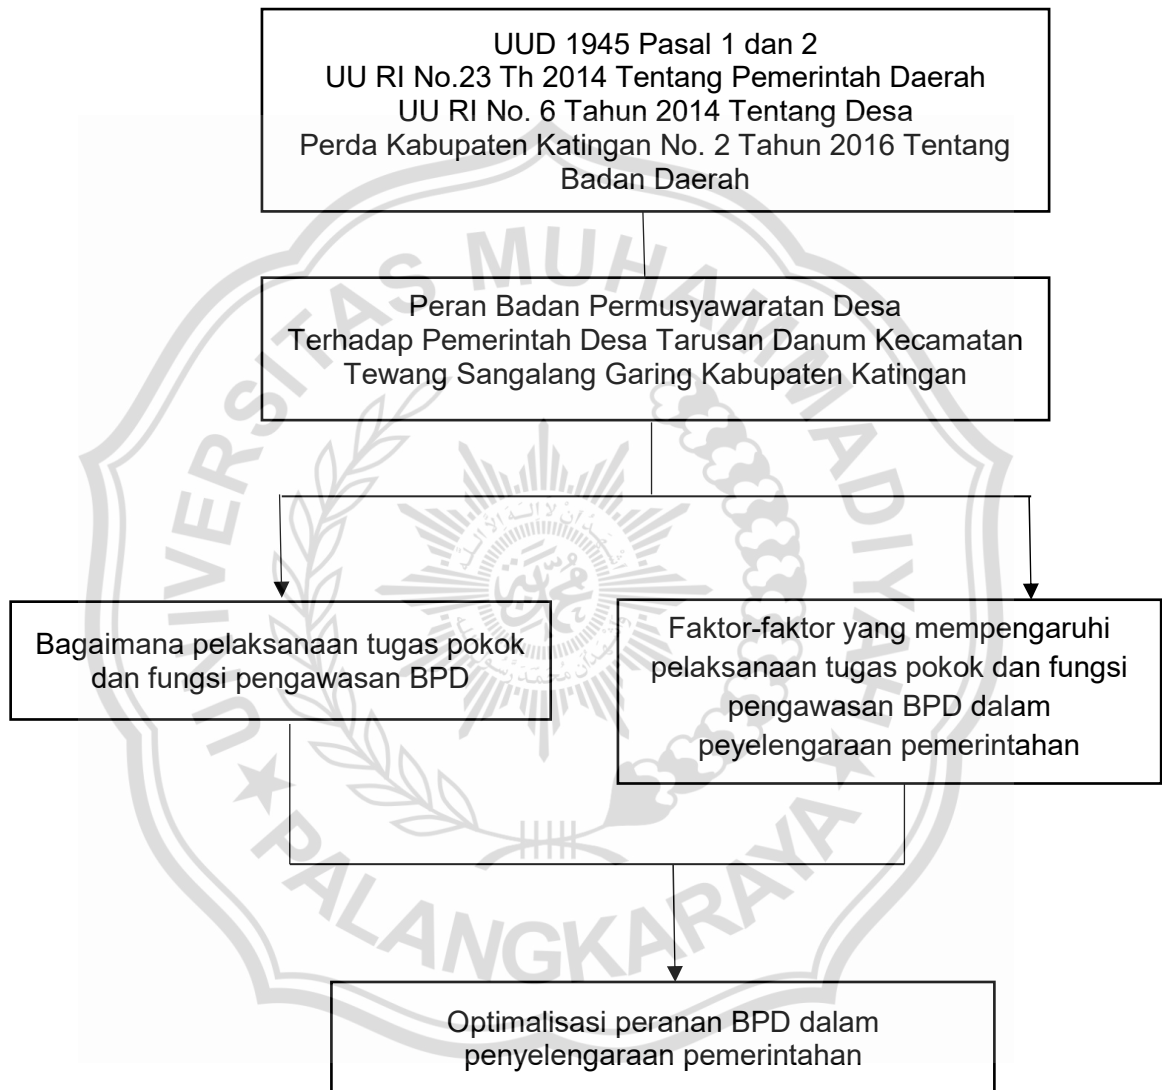 UUD 1945 Pasal 1 dan 2
UU RI No.23 Th 2014 Tentang Pemerintah Daerah
UU RI No. 6 Tahun 2014 Tentang Desa
Perda Kabupaten Katingan No. 2 Tahun 2016 Tentang
Badan Daerah
Peran Badan Permusyawaratan Desa
Terhadap Pemerintah Desa Tarusan Danum Kecamatan
Tewang Sangalang Garing Kabupaten Katingan
Bagaimana pelaksanaan tugas pokok
dan fungsi pengawasan BPD
Faktor-faktor yang mempengaruhi
pelaksanaan tugas pokok dan fungsi
pengawasan BPD dalam
peyelengaraan pemerintahan
Optimalisasi peranan BPD dalam
penyelengaraan pemerintahan
UNIVERSITAS MUHAMMADIYAH
PALANGKARAYA